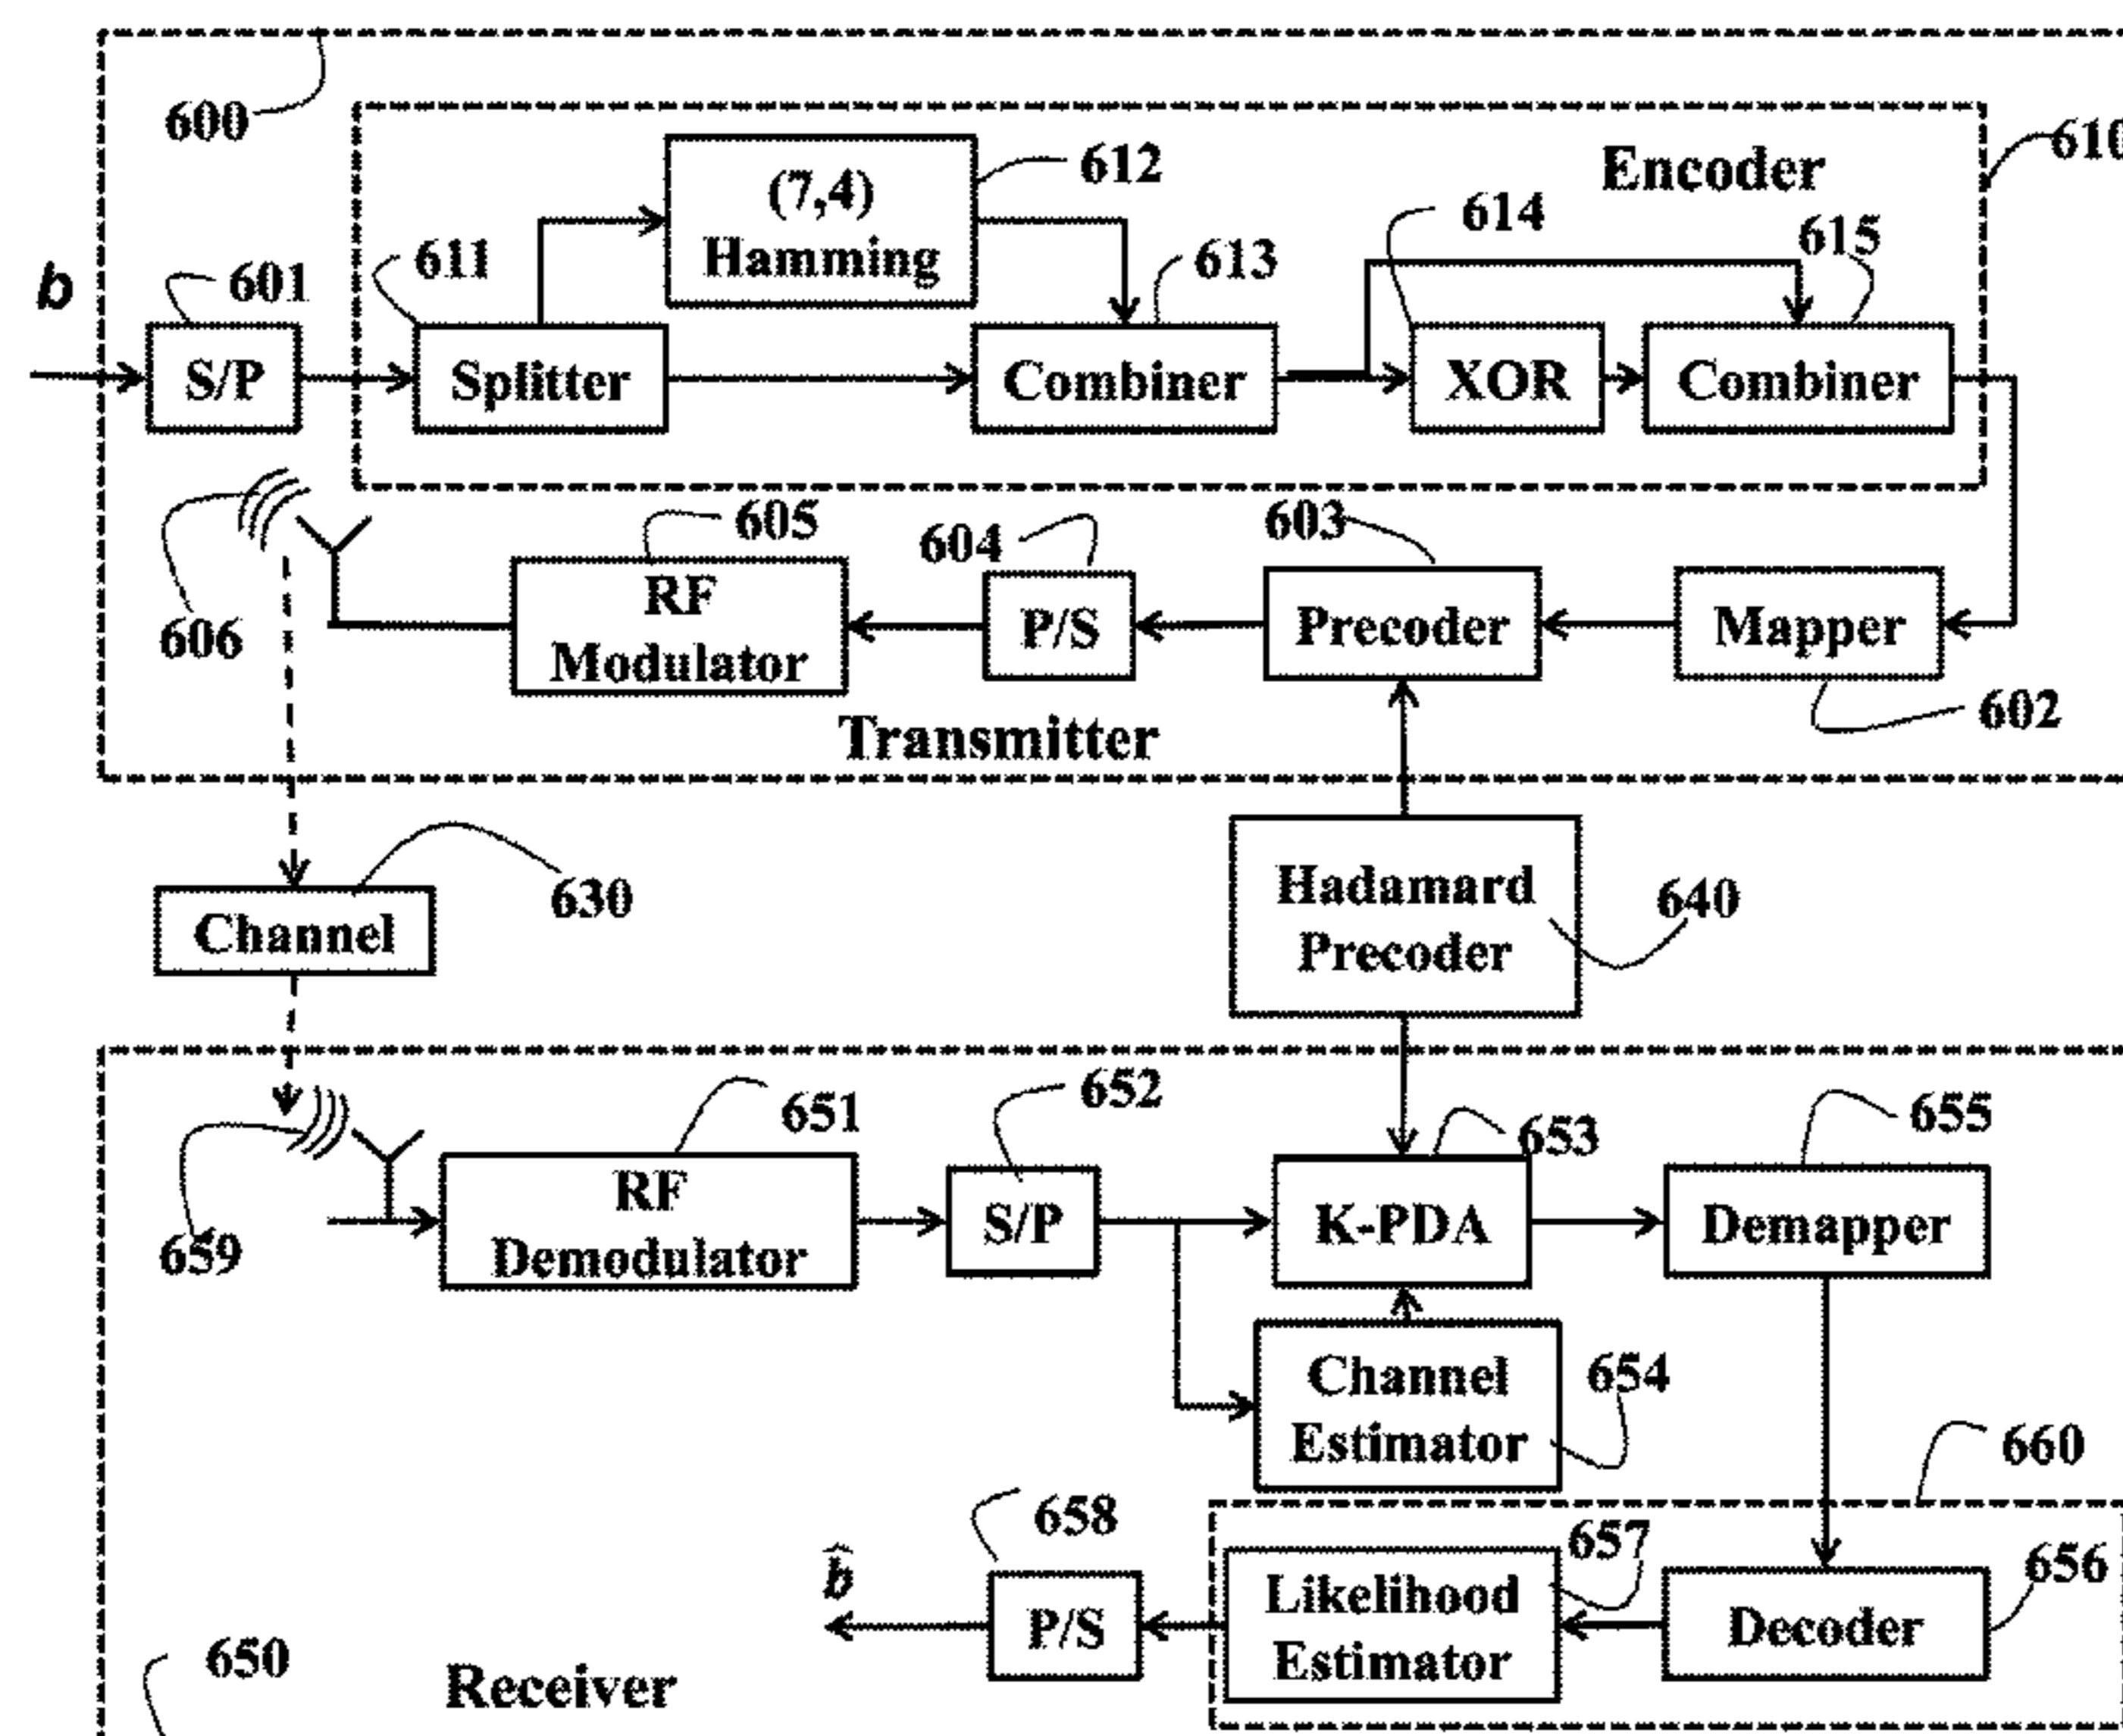 600
610
(7,4)
Hamming
612
Encoder
614
b
601
611
613
615
S/P
Splitter
Combiner
XOR
Combiner
606
605
604
603
RF
Modulator
P/S
Precoder
Mapper
602
Transmitter
Channel
630
Hadamard
Precoder
640
659
651
652
653
655
RF
Demodulator
S/P
K-PDA
Demapper
Channel
Estimator
654
660
658
657
656
b̂
P/S
Likelihood
Estimator
Decoder
650
Receiver